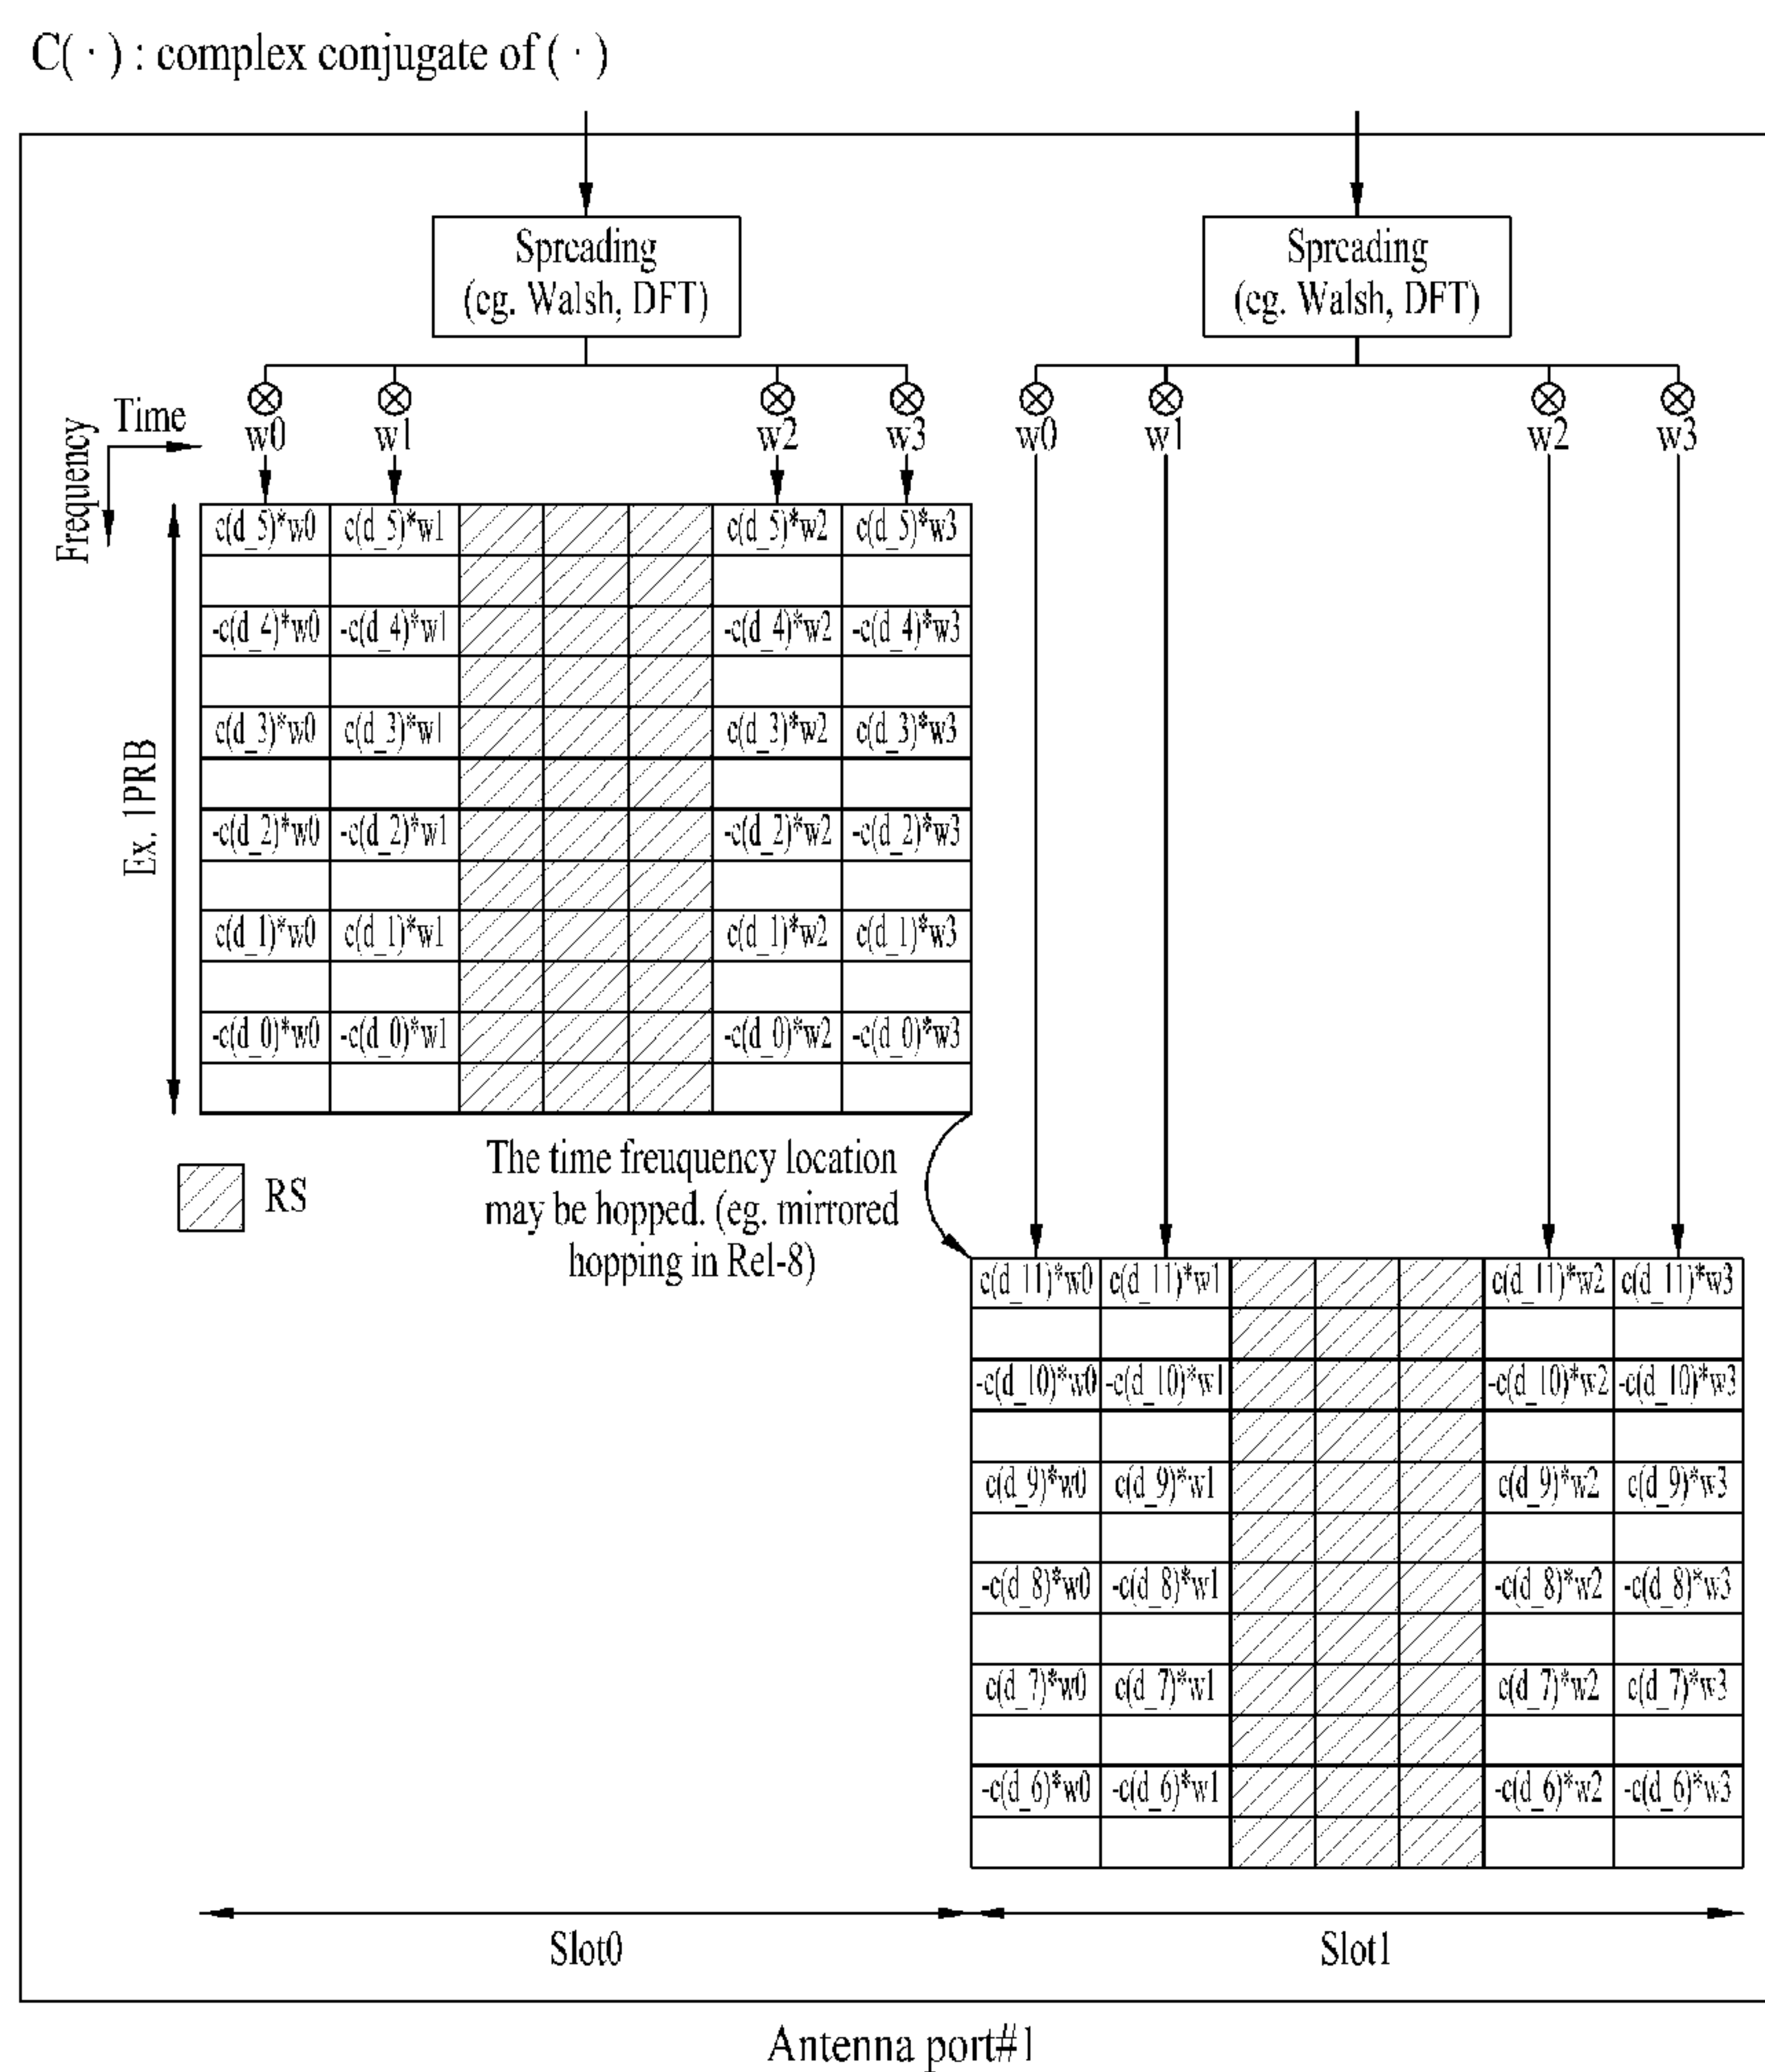 C( · ) : complex conjugate of ( · )
Spreading
(eg. Walsh, DFT)
Spreading
(eg. Walsh, DFT)
Time
Frequency
w0 w1 w2 w3 w0 w1 w2 w3
c(d_5)*w0 c(d_5)*w1 c(d_5)*w2 c(d_5)*w3
-c(d_4)*w0 -c(d_4)*w1 -c(d_4)*w2 -c(d_4)*w3
c(d_3)*w0 c(d_3)*w1 c(d_3)*w2 c(d_3)*w3
-c(d_2)*w0 -c(d_2)*w1 -c(d_2)*w2 -c(d_2)*w3
c(d_1)*w0 c(d_1)*w1 c(d_1)*w2 c(d_1)*w3
-c(d_0)*w0 -c(d_0)*w1 -c(d_0)*w2 -c(d_0)*w3
Ex. 1PRB
RS
The time freuquency location
may be hopped. (eg. mirrored
hopping in Rel-8)
c(d_11)*w0 c(d_11)*w1 c(d_11)*w2 c(d_11)*w3
-c(d_10)*w0 -c(d_10)*w1 -c(d_10)*w2 -c(d_10)*w3
c(d_9)*w0 c(d_9)*w1 c(d_9)*w2 c(d_9)*w3
-c(d_8)*w0 -c(d_8)*w1 -c(d_8)*w2 -c(d_8)*w3
c(d_7)*w0 c(d_7)*w1 c(d_7)*w2 c(d_7)*w3
-c(d_6)*w0 -c(d_6)*w1 -c(d_6)*w2 -c(d_6)*w3
Slot0 Slot1
Antenna port#1